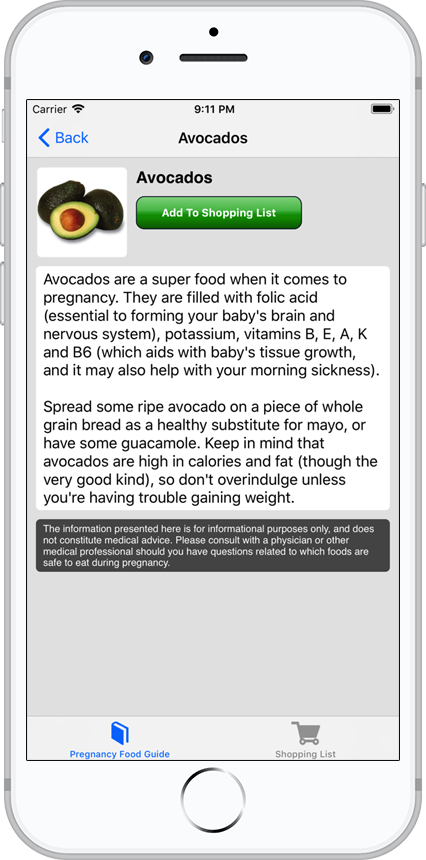 Carrier 9:11 PM
Back Avocados
Avocados
Add To Shopping List
Avocados are a super food when it comes to
pregnancy. They are filled with folic acid
(essential to forming your baby's brain and
nervous system), potassium, vitamins B, E, A, K
and B6 (which aids with baby's tissue growth,
and it may also help with your morning sickness).
Spread some ripe avocado on a piece of whole
grain bread as a healthy substitute for mayo, or
have some guacamole. Keep in mind that
avocados are high in calories and fat (though the
very good kind), so don't overindulge unless
you're having trouble gaining weight.
The information presented here is for informational purposes only, and does
not constitute medical advice. Please consult with a physician or other
medical professional should you have questions related to which foods are
safe to eat during pregnancy.
Pregnancy Food Guide Shopping List